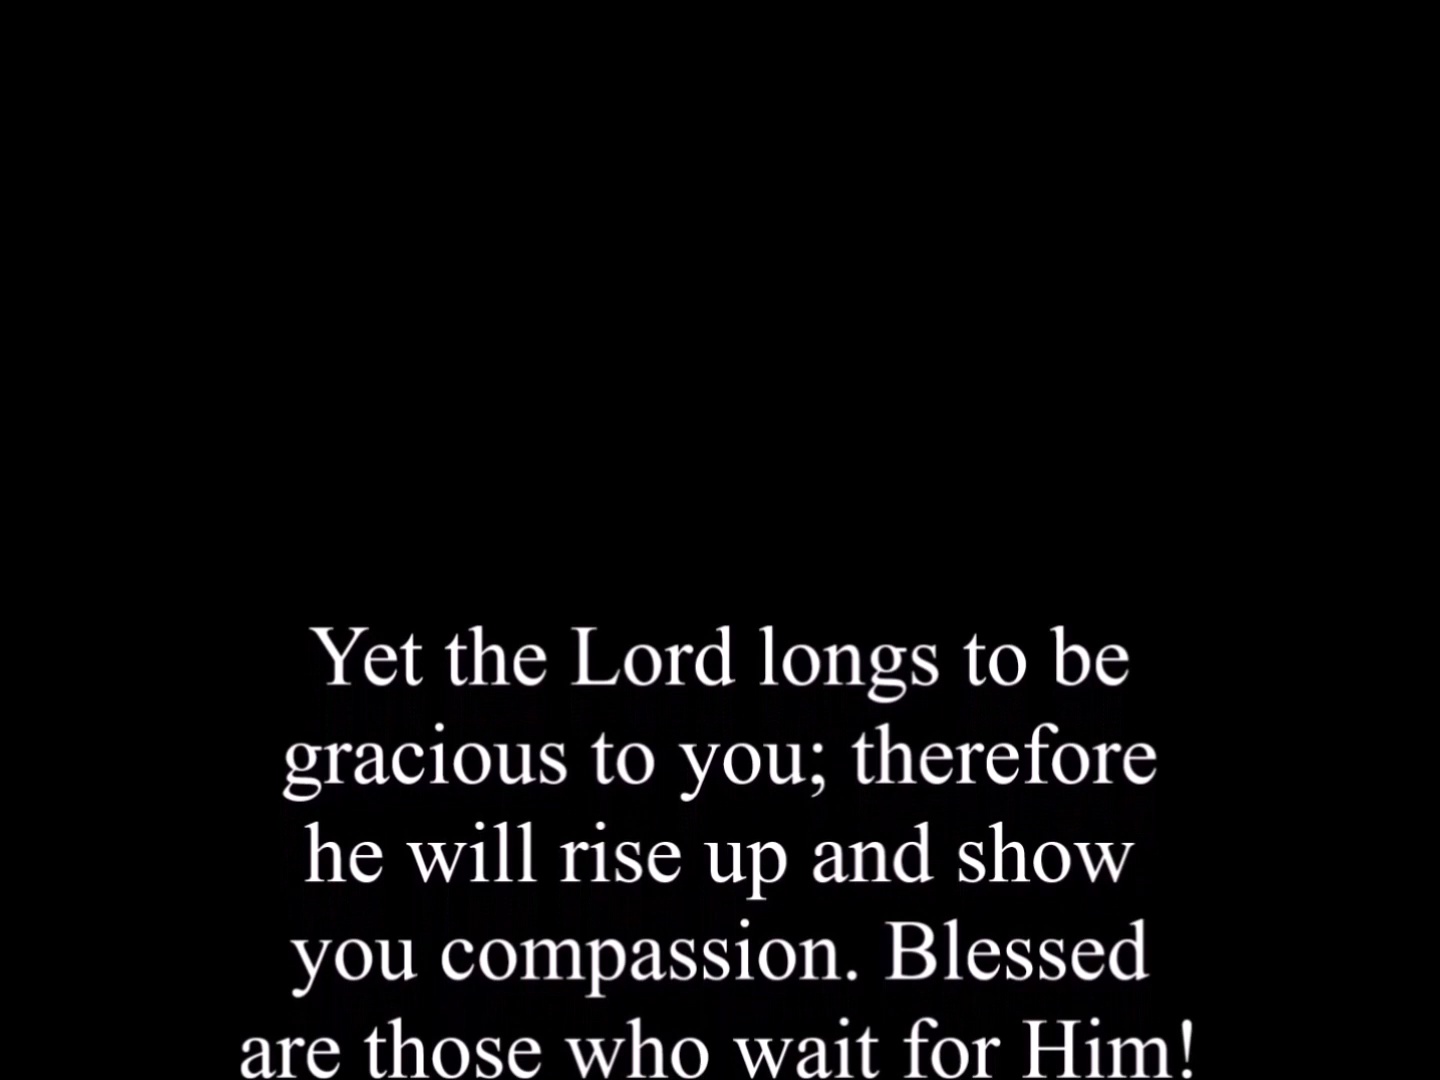 Yet the Lord longs to be
gracious to you; therefore
he will rise up and show
you compassion. Blessed
are those who wait for Him!